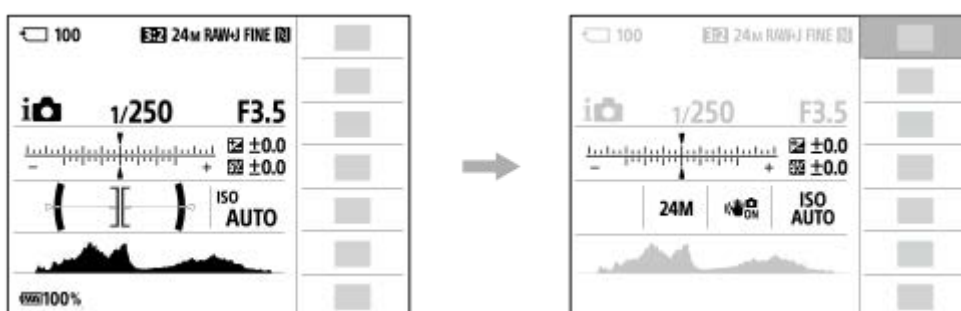 100 3:2 24M RAW+J FINE N
i 1/250 F3.5
±0.0
- + ±0.0
ISO
AUTO
100%
100 3:2 24M RAW+J FINE N
i 1/250 F3.5
±0.0
- + ±0.0
24M ON ISO
AUTO